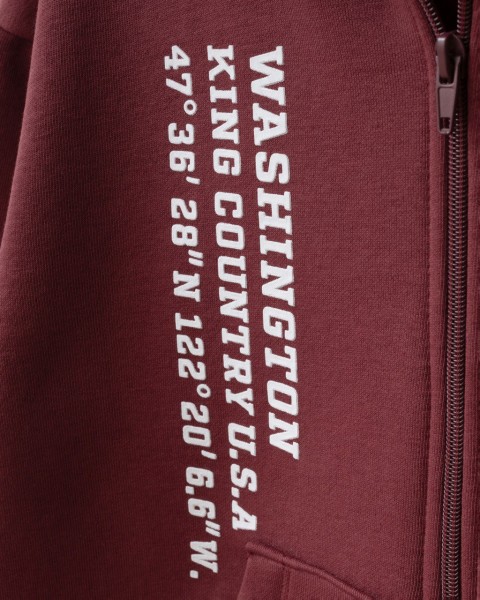 WASHINGTON
KING COUNTRY U.S.A
47° 36' 28" N 122° 20' 6.6" W.